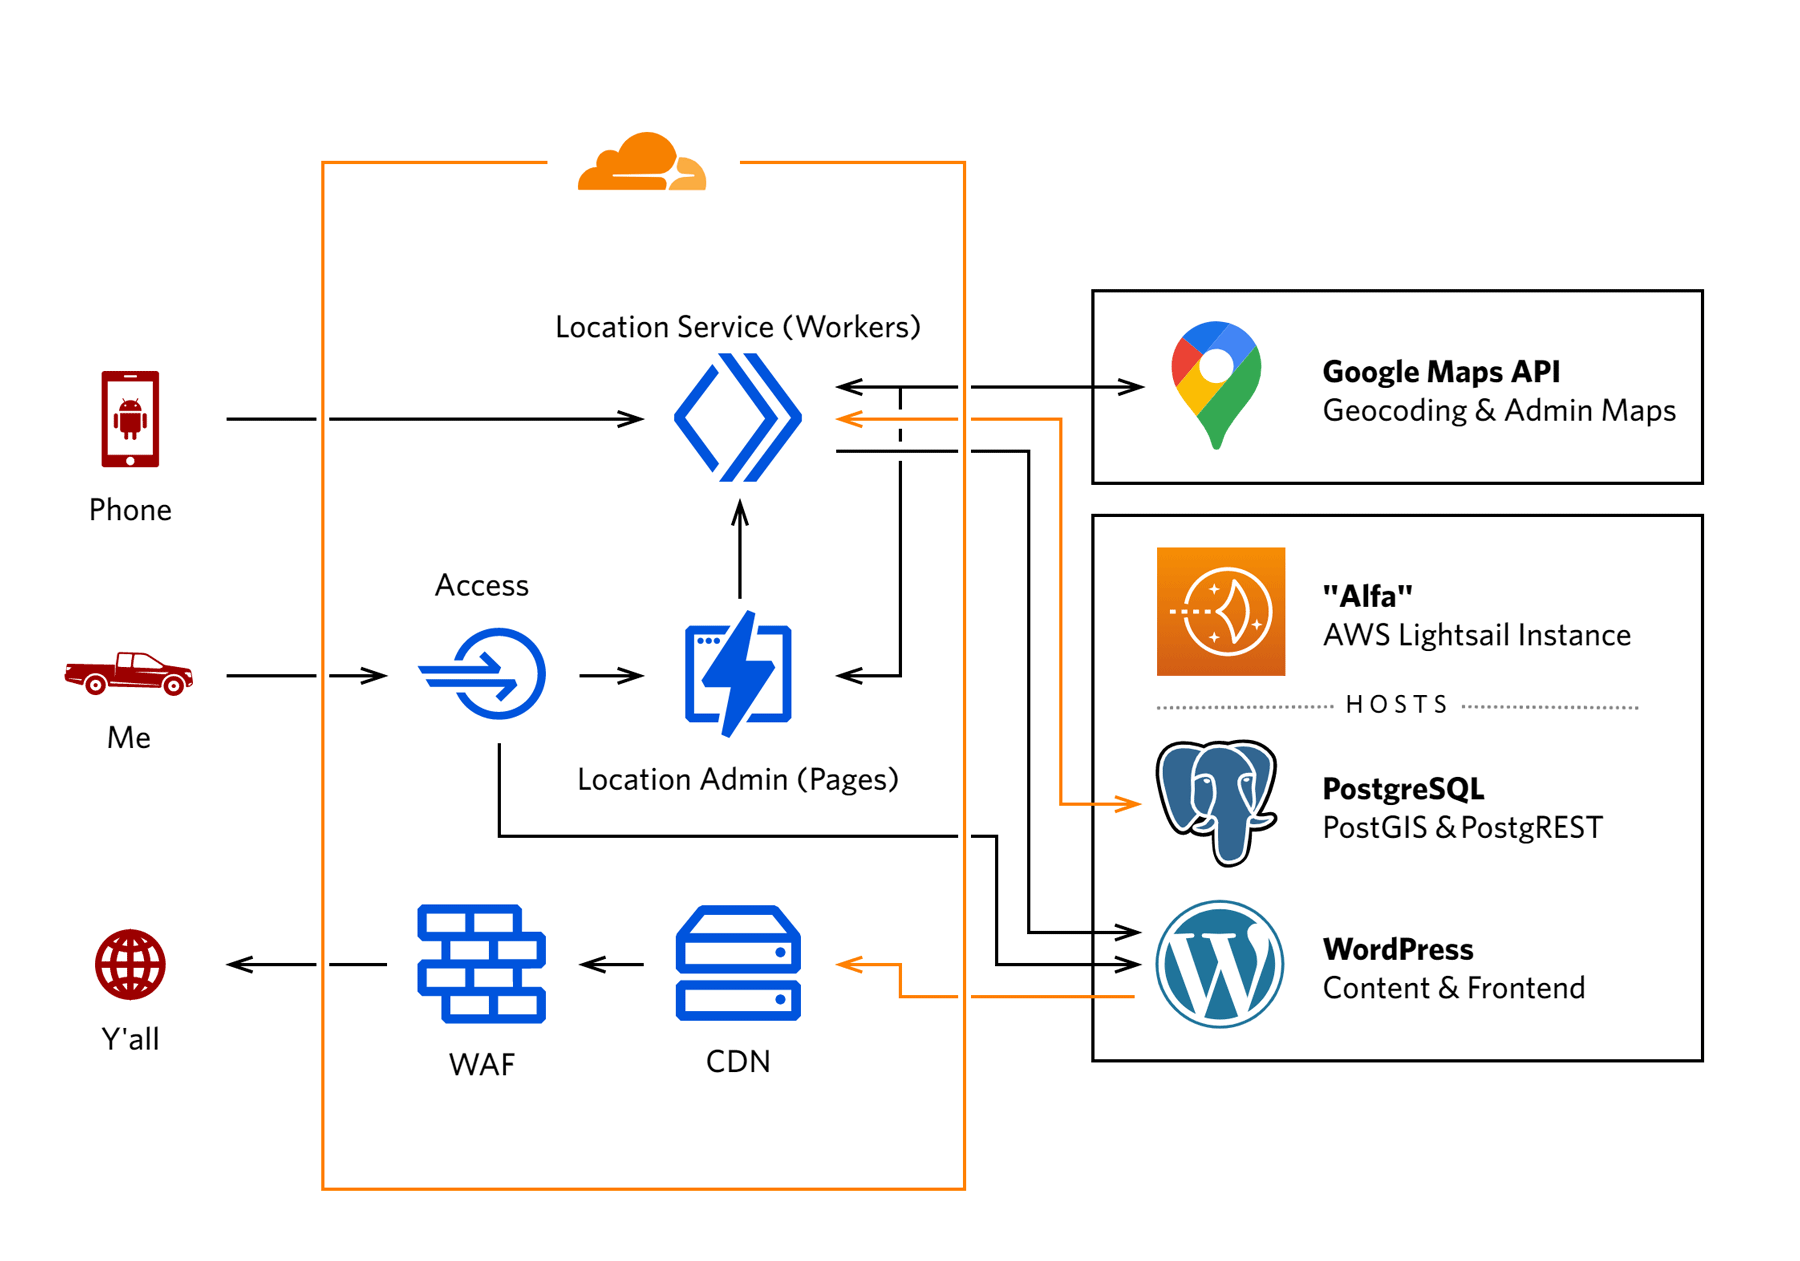 Location Service (Workers)
Phone
Access
Me
Location Admin (Pages)
Y'all
WAF
CDN
Google Maps API
Geocoding & Admin Maps
"Alfa"
AWS Lightsail Instance
HOSTS
PostgreSQL
PostGIS & PostgREST
WordPress
Content & Frontend